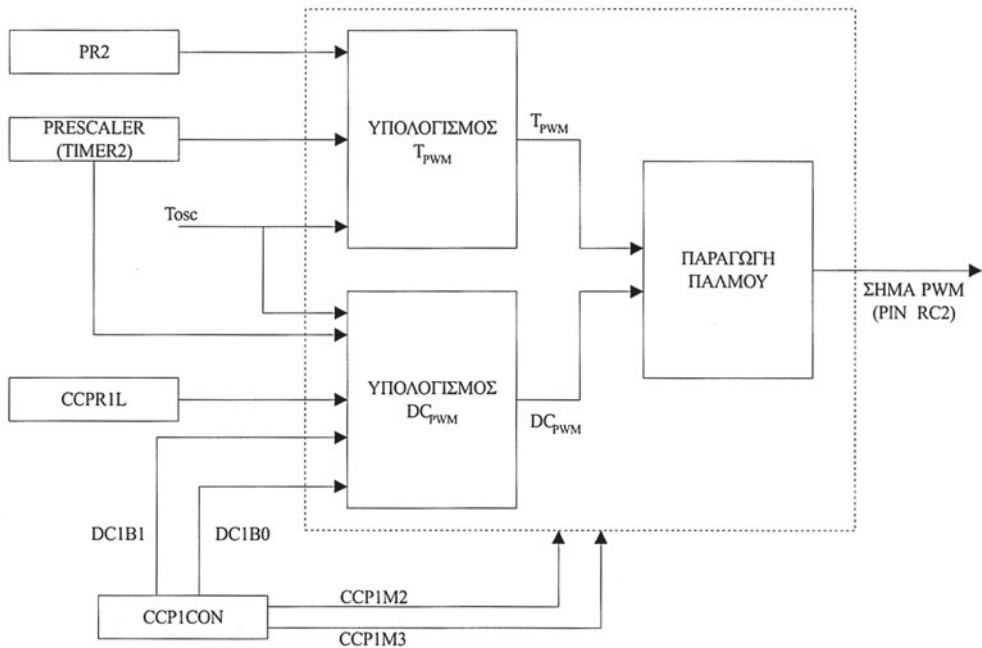 PR2
PRESCALER
(TIMER2)
Tosc
ΥΠΟΛΟΓΙΣΜΟΣ
TPWM
TPWM
ΠΑΡΑΓΩΓΗ
ΠΑΛΜΟΥ
ΣΗΜΑ PWM
(PIN RC2)
CCPR1L
ΥΠΟΛΟΓΙΣΜΟΣ
DCPWM
DCPWM
DC1B1
DC1B0
CCP1CON
CCP1M2
CCP1M3